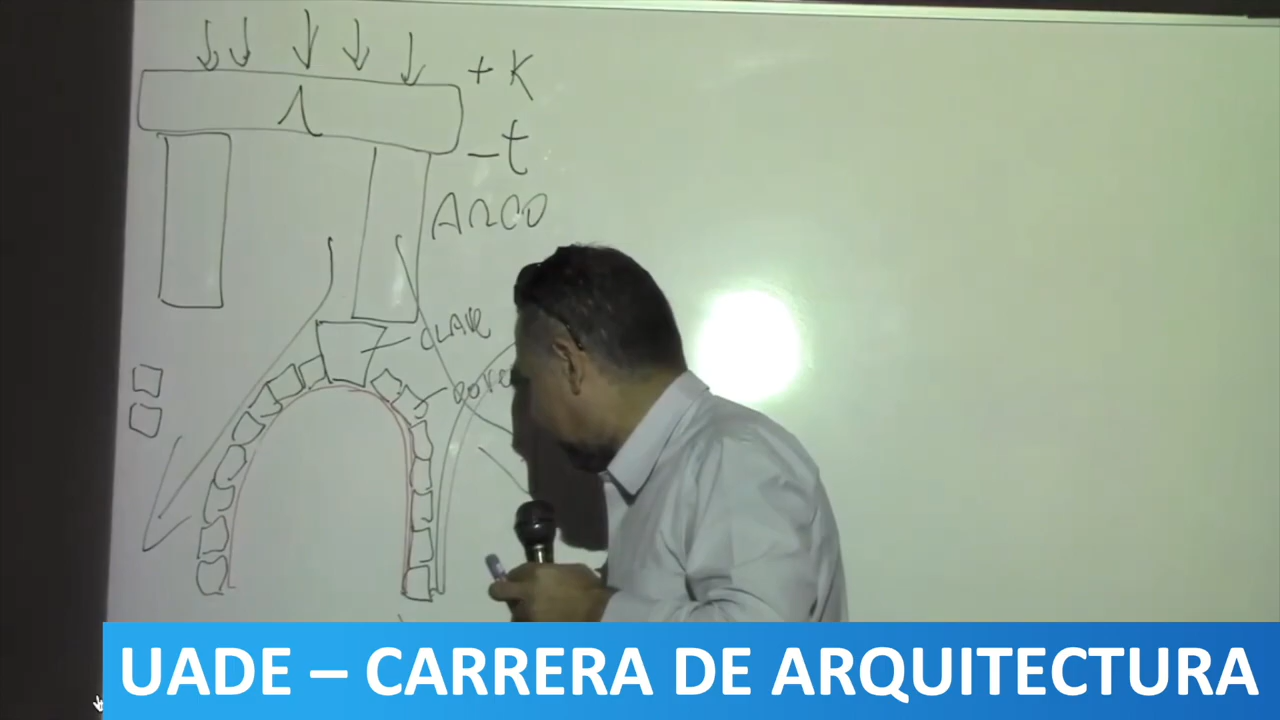 + K
- t
ARCO
CLAVE
UADE – CARRERA DE ARQUITECTURA